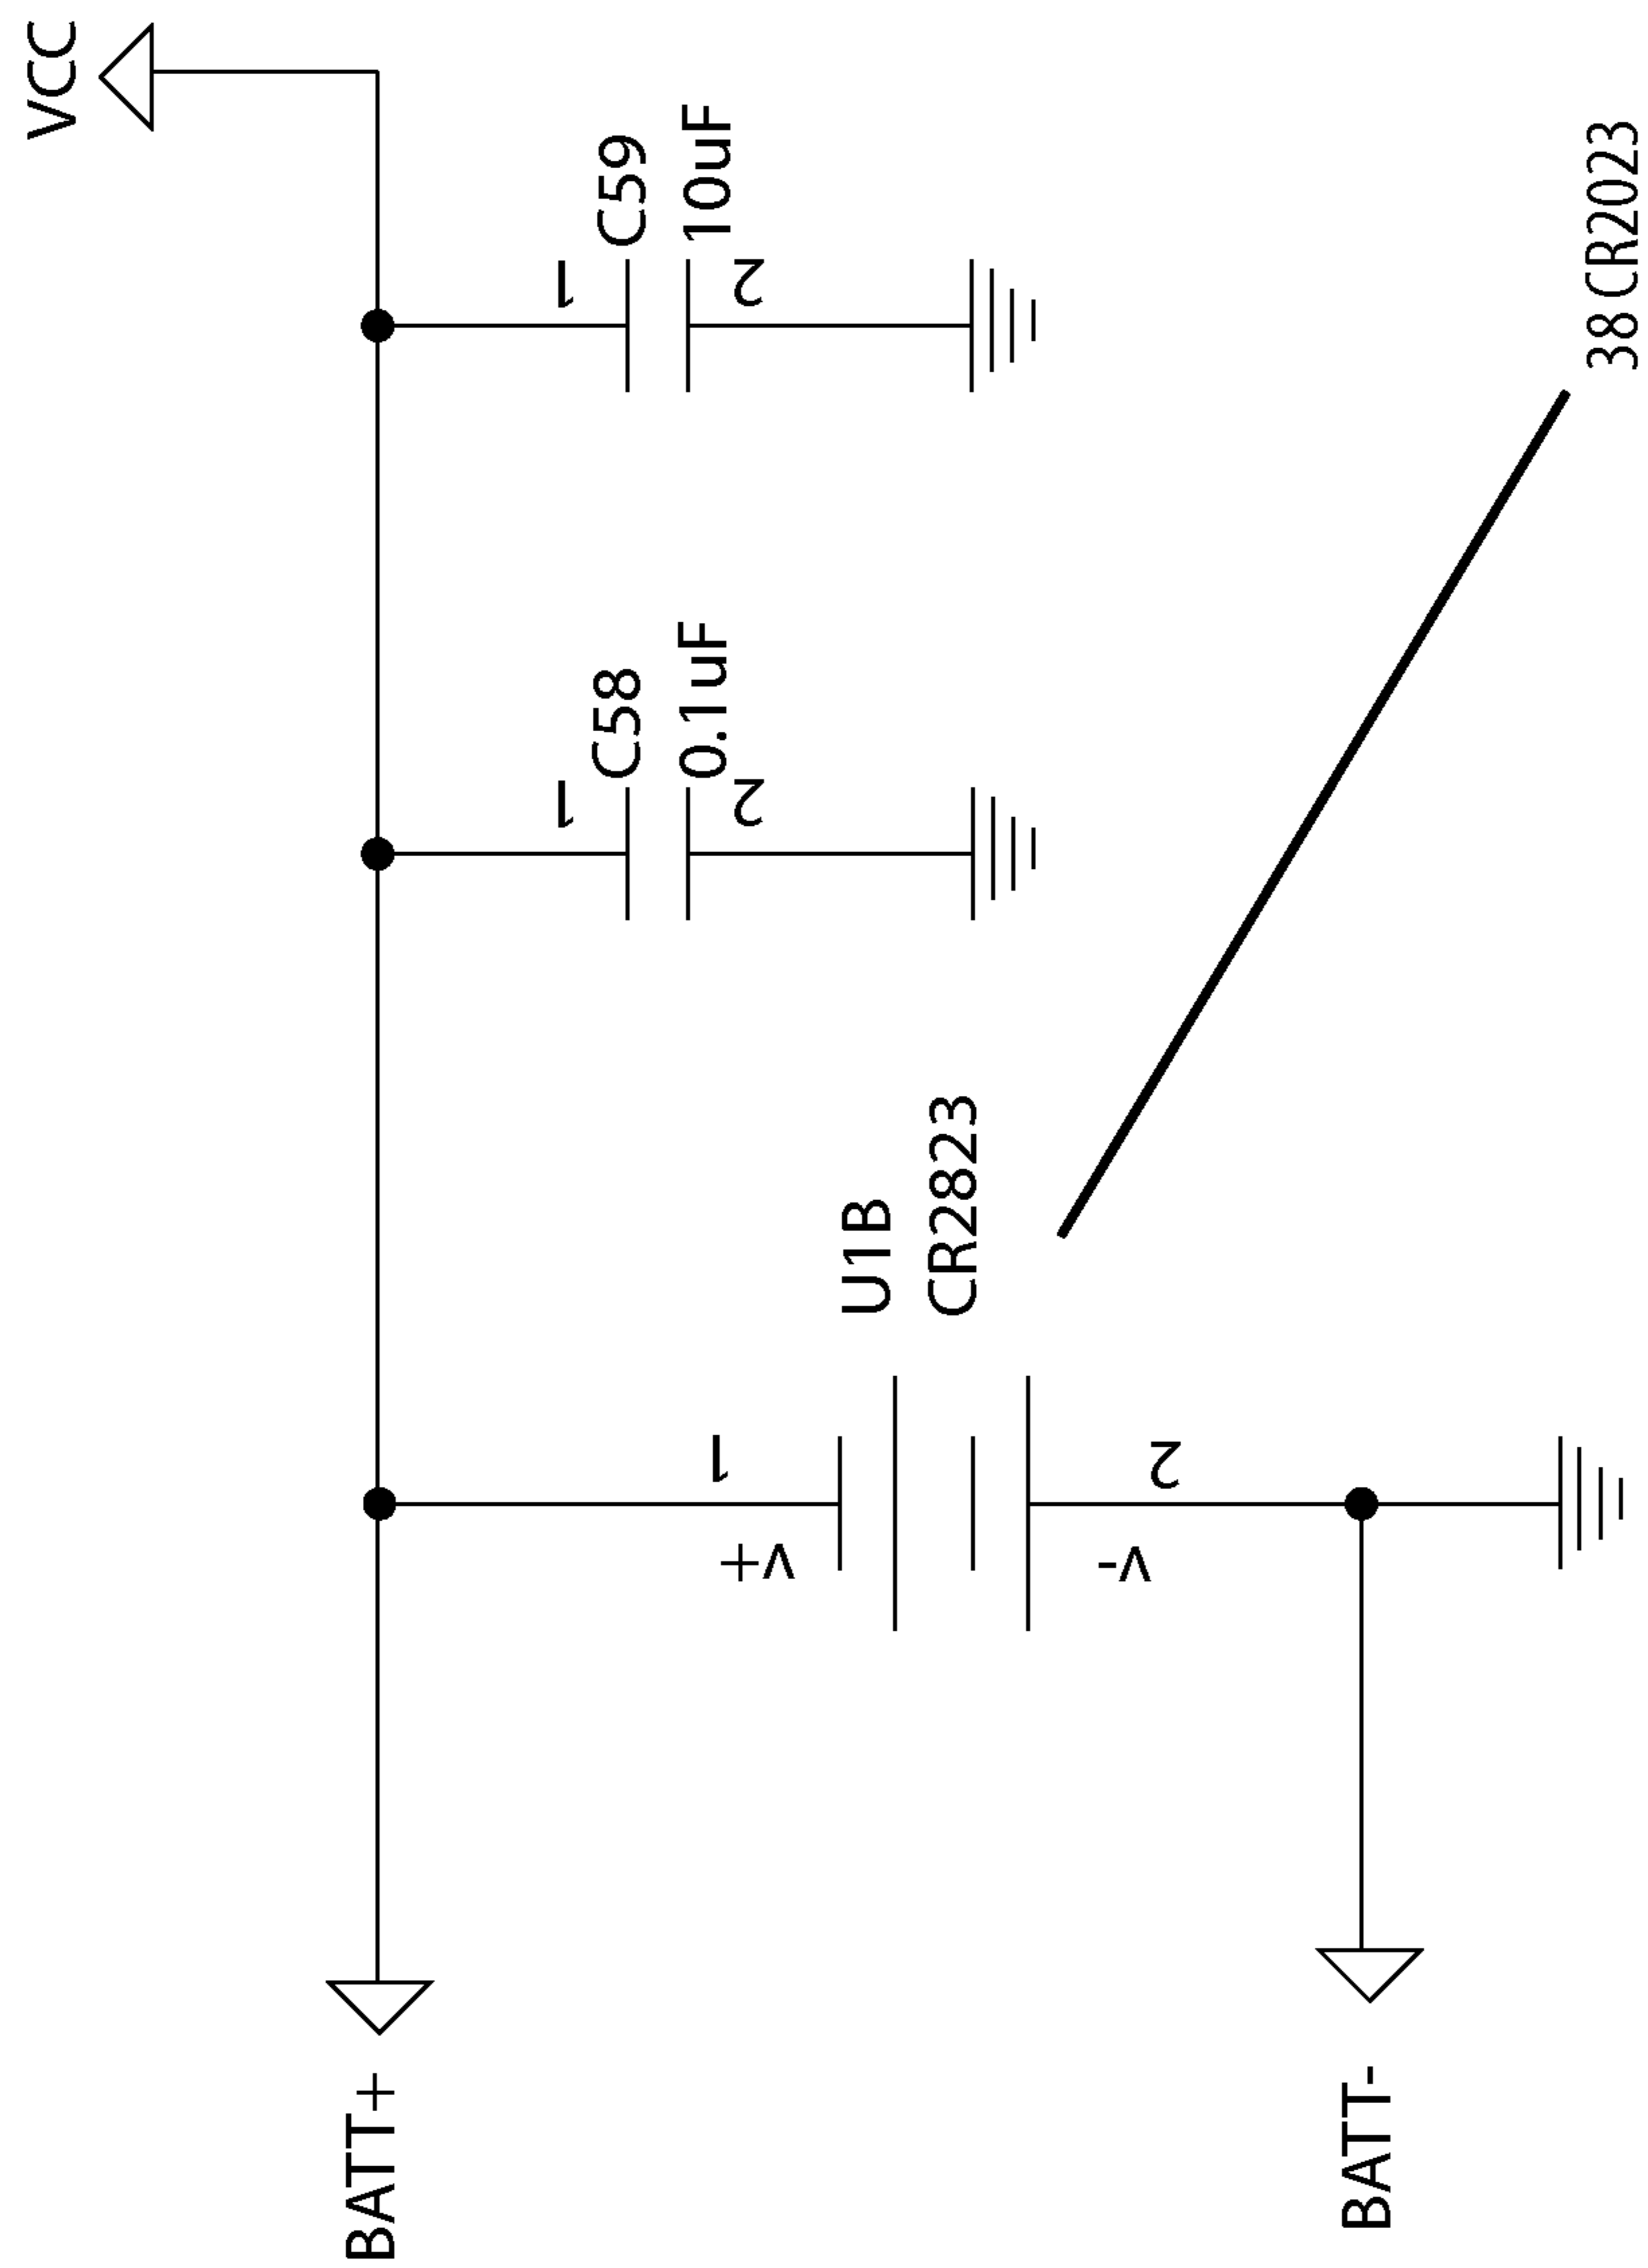 VCC
BATT+
1
C58
0.1uF
2
1
C59
10uF
2
1
V+
U1B
CR2823
V-
2
BATT-
38 CR2023